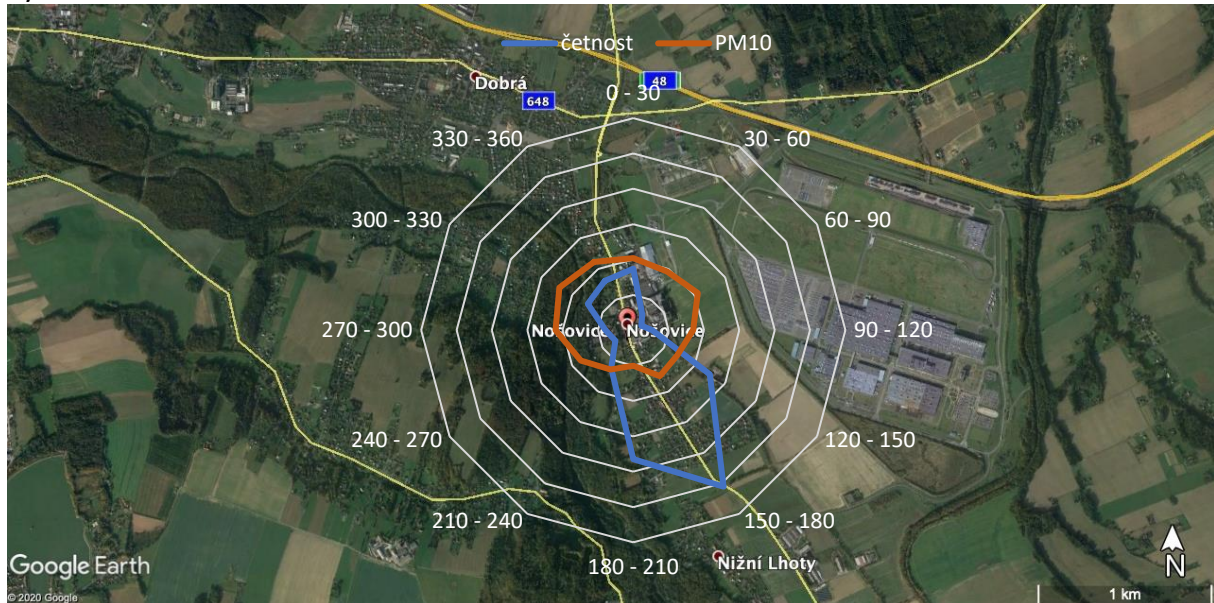 četnost PM10
Dobrá
48
648
0 - 30
330 - 360
30 - 60
300 - 330
60 - 90
270 - 300
Nošovice
Nošovice
90 - 120
240 - 270
120 - 150
210 - 240
150 - 180
180 - 210
Nižní Lhoty
N
Google Earth
1 km
© 2020 Google